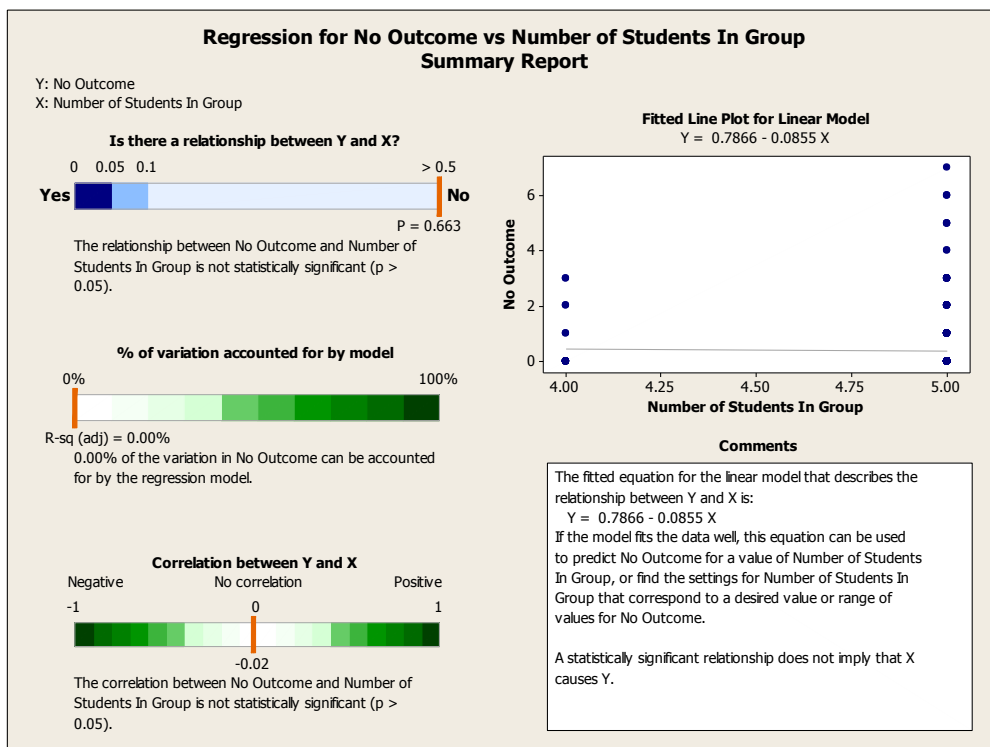 Regression for No Outcome vs Number of Students In Group
Summary Report
Y: No Outcome
X: Number of Students In Group
Is there a relationship between Y and X?
0 0.05 0.1 > 0.5
Yes No
P = 0.663
The relationship between No Outcome and Number of
Students In Group is not statistically significant (p >
0.05).
% of variation accounted for by model
0% 100%
R-sq (adj) = 0.00%
0.00% of the variation in No Outcome can be accounted
for by the regression model.
Correlation between Y and X
Negative No correlation Positive
-1 0 1
-0.02
The correlation between No Outcome and Number of
Students In Group is not statistically significant (p >
0.05).
Fitted Line Plot for Linear Model
Y = 0.7866 - 0.0855 X
No Outcome
6
4
2
0
4.00 4.25 4.50 4.75 5.00
Number of Students In Group
Comments
The fitted equation for the linear model that describes the
relationship between Y and X is:
Y = 0.7866 - 0.0855 X
If the model fits the data well, this equation can be used
to predict No Outcome for a value of Number of Students
In Group, or find the settings for Number of Students In
Group that correspond to a desired value or range of
values for No Outcome.
A statistically significant relationship does not imply that X
causes Y.